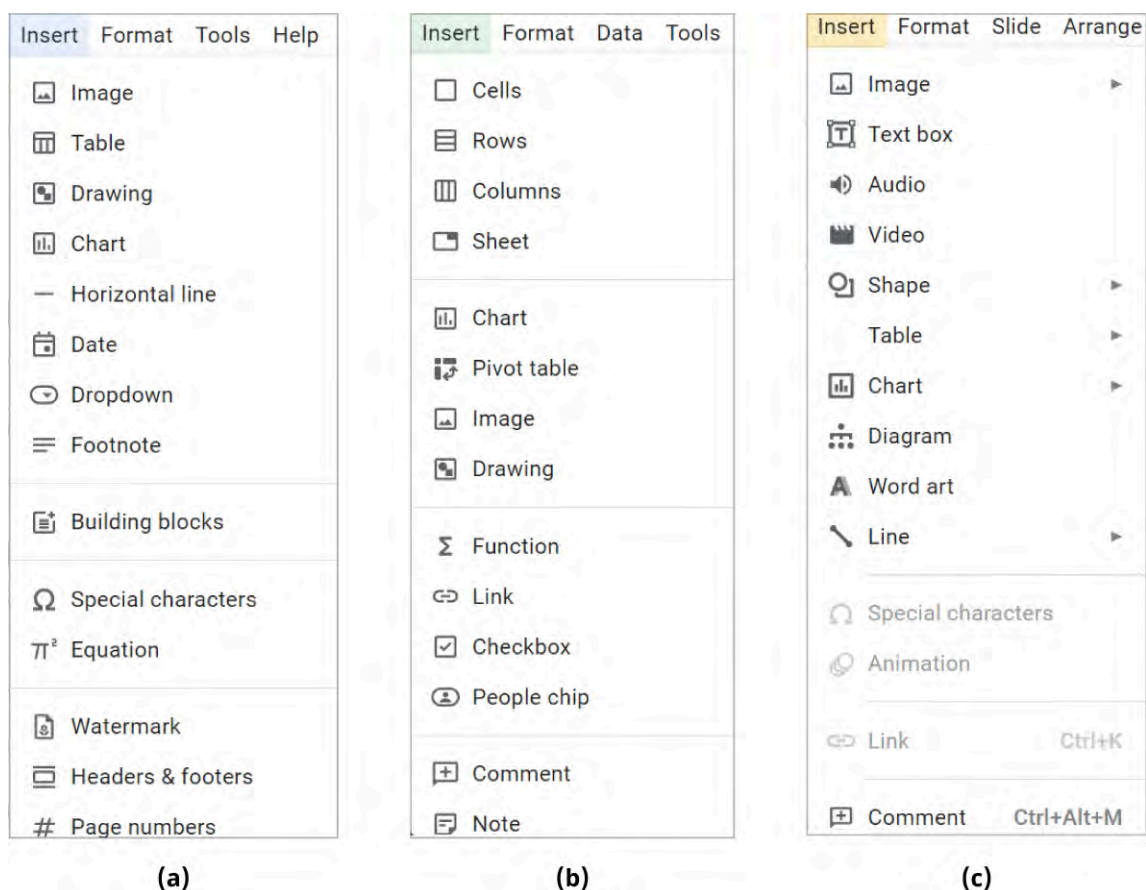 Insert Format Tools Help
Image
Table
Drawing
Chart
Horizontal line
Date
Dropdown
Footnote
Building blocks
Special characters
Equation
Watermark
Headers & footers
Page numbers
(a)
Insert Format Data Tools
Cells
Rows
Columns
Sheet
Chart
Pivot table
Image
Drawing
Function
Link
Checkbox
People chip
Comment
Note
(b)
Insert Format Slide Arrange
Image
Text box
Audio
Video
Shape
Table
Chart
Diagram
Word art
Line
Special characters
Animation
Link Ctrl+K
Comment Ctrl+Alt+M
(c)